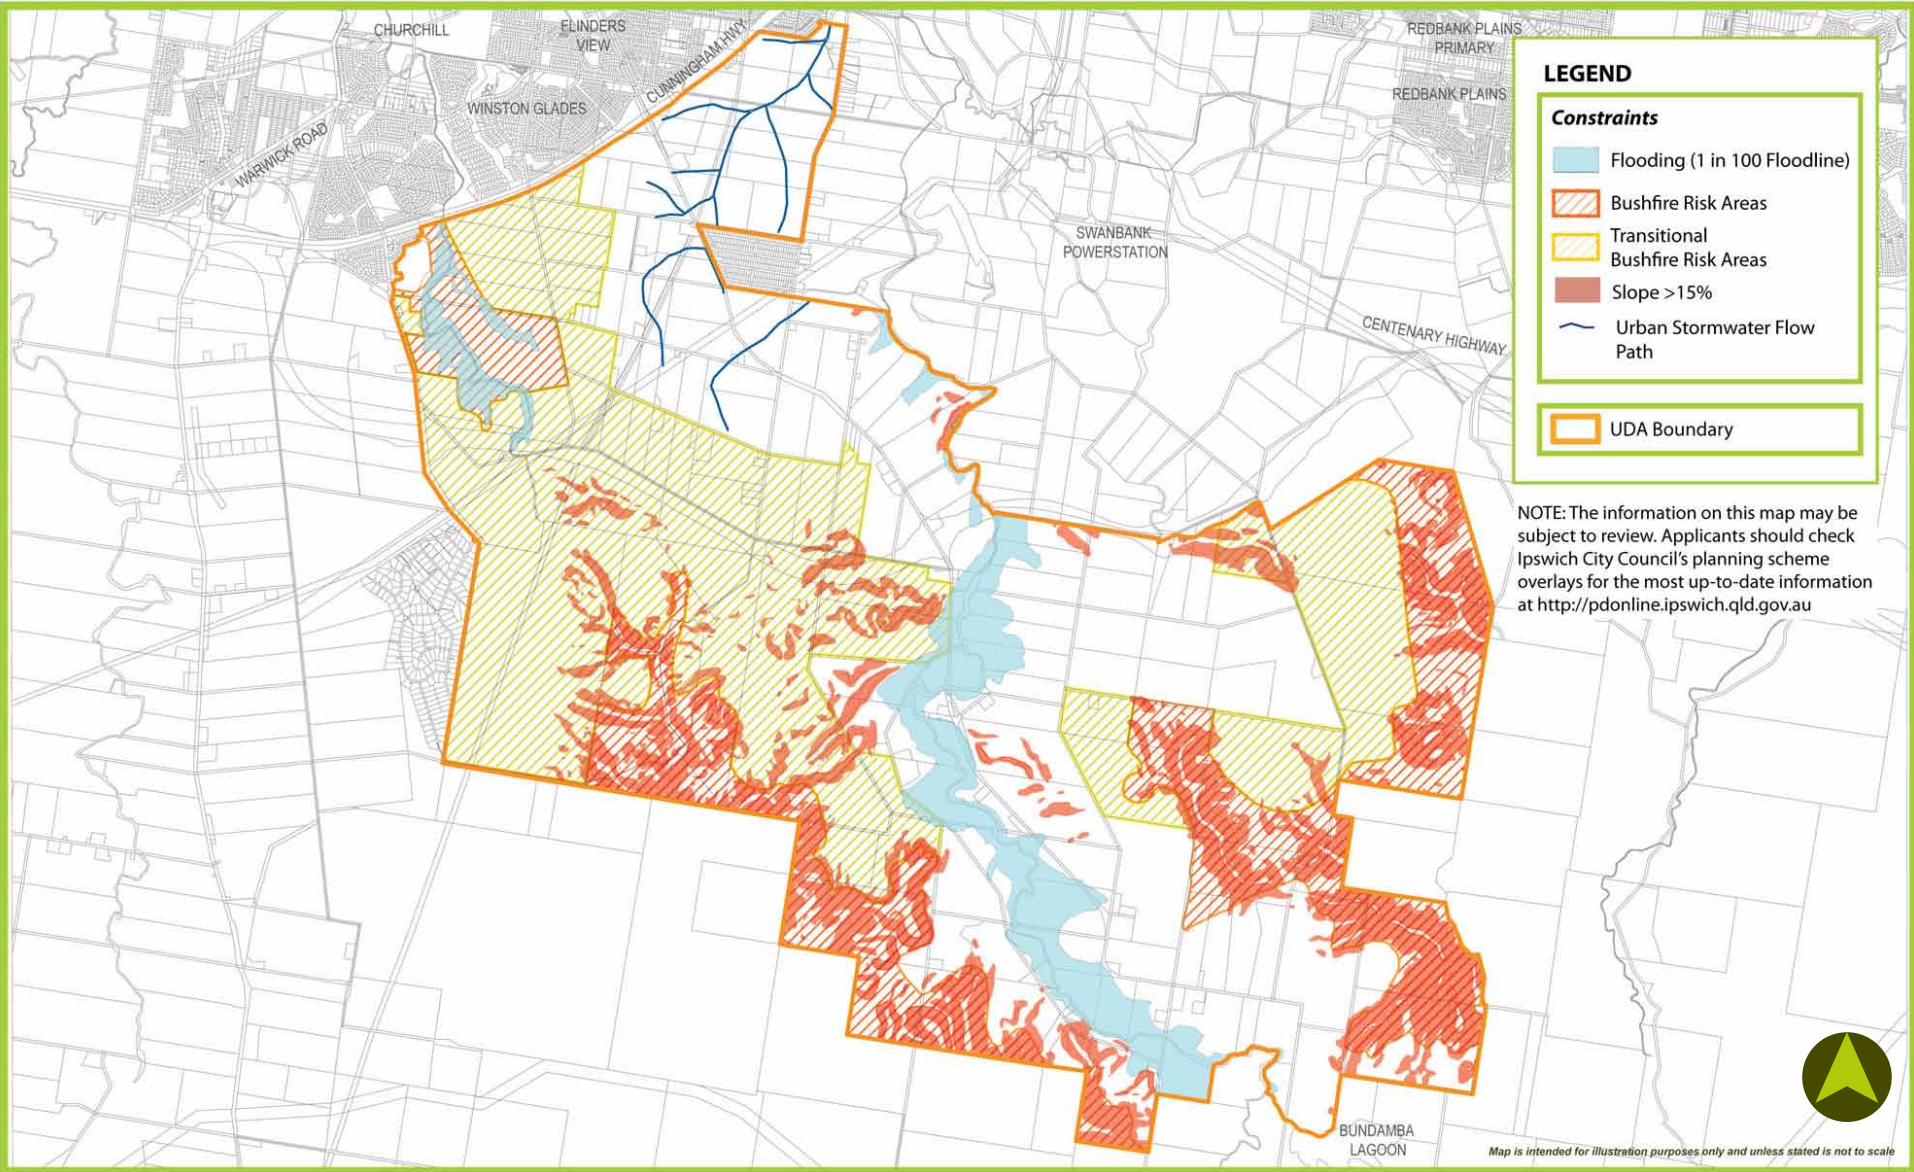 CHURCHILL
FLINDERS
VIEW
CUNNINGHAM HWY
WINSTON GLADES
WARWICK ROAD
REDBANK PLAINS
PRIMARY
REDBANK PLAINS
SWANBANK
POWERSTATION
CENTENARY HIGHWAY
BUNDAMBA
LAGOON
LEGEND
Constraints
Flooding (1 in 100 Floodline)
Bushfire Risk Areas
Transitional
Bushfire Risk Areas
Slope >15%
Urban Stormwater Flow
Path
UDA Boundary
NOTE: The information on this map may be
subject to review. Applicants should check
Ipswich City Council's planning scheme
overlays for the most up-to-date information
at http://pdonline.ipswich.qld.gov.au
Map is intended for illustration purposes only and unless stated is not to scale